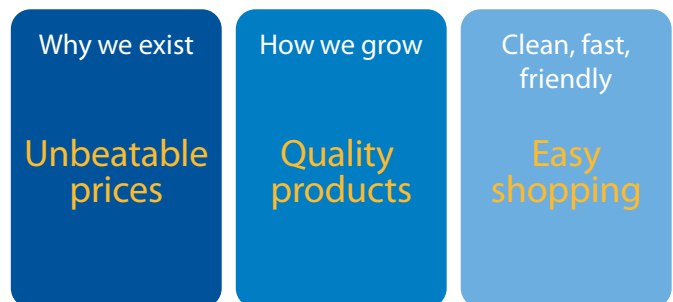 Why we exist
Unbeatable
prices
How we grow
Quality
products
Clean, fast,
friendly
Easy
shopping